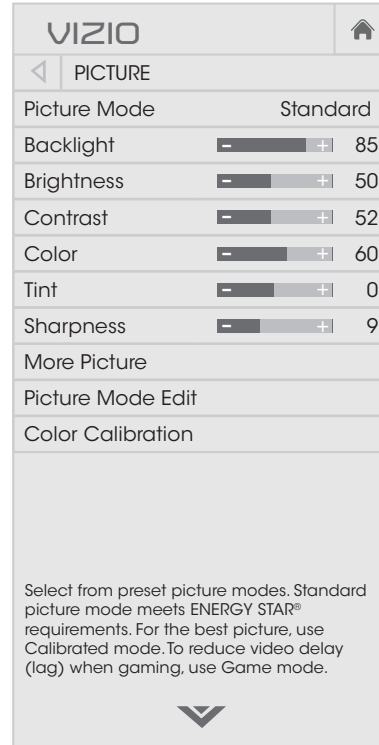 VIZIO
PICTURE
Picture Mode Standard
Backlight - + 85
Brightness - + 50
Contrast - + 52
Color - + 60
Tint - + 0
Sharpness - + 9
More Picture
Picture Mode Edit
Color Calibration
Select from preset picture modes. Standard
picture mode meets ENERGY STAR®
requirements. For the best picture, use
Calibrated mode. To reduce video delay
(lag) when gaming, use Game mode.